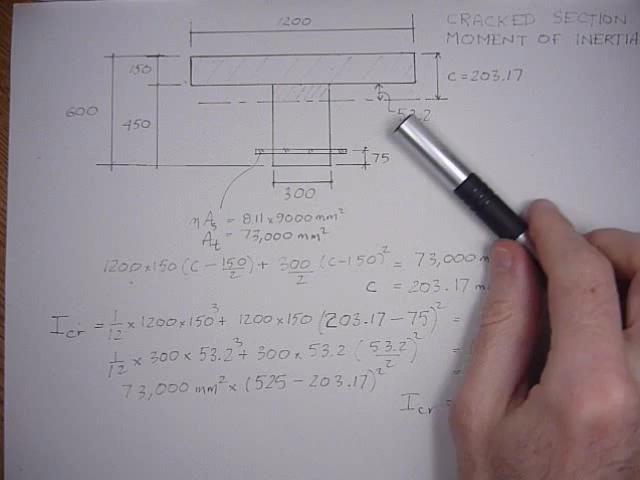 1200
CRACKED SECTION
MOMENT OF INERTIA
150
C = 203.17
600
450
53.2
75
300
nAs = 8.11 x 9000 mm²
At = 73,000 mm²
1200 x 150 (C - 150/2) + 300/2 (C-150)² = 73,000 m
C = 203.17 m
Icr = 1/12 x 1200 x 150³ + 1200 x 150 (203.17 - 75)² =
1/12 x 300 x 53.2³ + 300 x 53.2 (53.2/2)² =
73,000 mm² x (525 - 203.17)²
Icr =